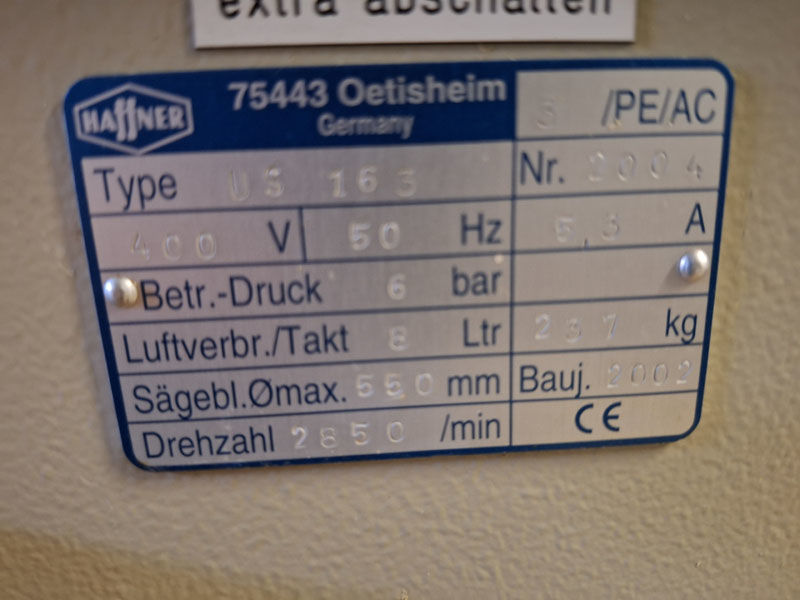 extra abschalten
HAffNER
75443 Oetisheim
Germany
3 /PE/AC
Type US 163
Nr. 2004
400 V 50 Hz
5,3 A
Betr.-Druck 6 bar
Luftverbr./Takt 8 Ltr
237 kg
Sägebl.Ømax. 550 mm
Bauj. 2002
Drehzahl 2850 /min
CE